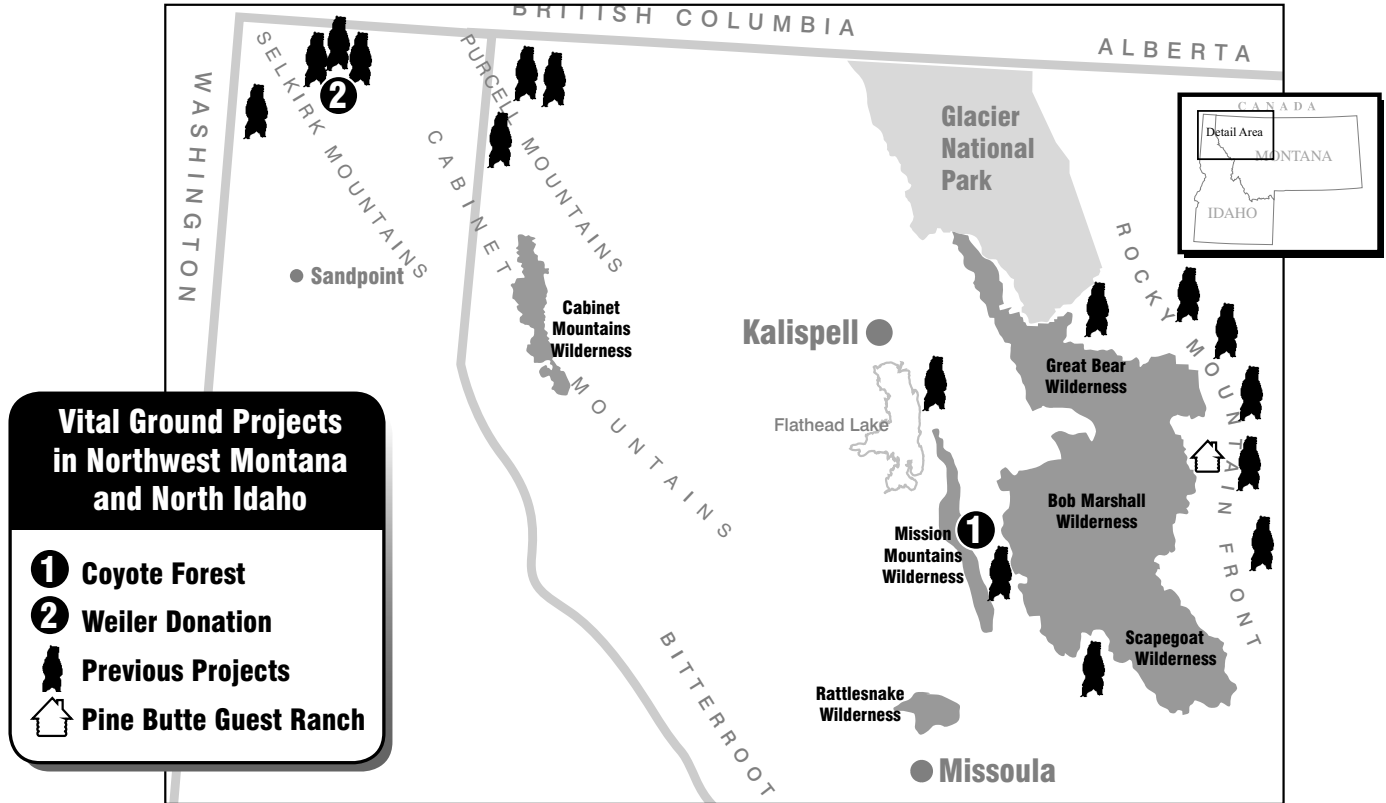 BRITISH COLUMBIA
ALBERTA
WASHINGTON
SELKIRK MOUNTAINS
PURCELL MOUNTAINS
CABINET MOUNTAINS
2
Glacier
National
Park
CANADA
Detail Area
MONTANA
IDAHO
ROCKY MOUNTAIN FRONT
Sandpoint
Cabinet
Mountains
Wilderness
Kalispell
Great Bear
Wilderness
Flathead Lake
Bob Marshall
Wilderness
1
Mission
Mountains
Wilderness
Scapegoat
Wilderness
Rattlesnake
Wilderness
BITTERROOT
Missoula
Vital Ground Projects
in Northwest Montana
and North Idaho
1 Coyote Forest
2 Weiler Donation
Previous Projects
Pine Butte Guest Ranch